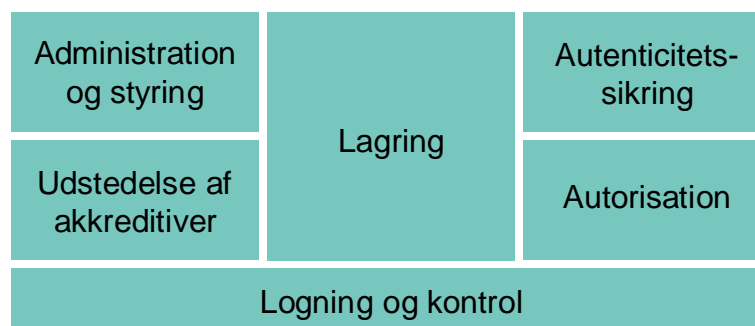 Administration
og styring
Udstedelse af
akkreditiver
Lagring
Autenticitets-
sikring
Autorisation
Logning og kontrol